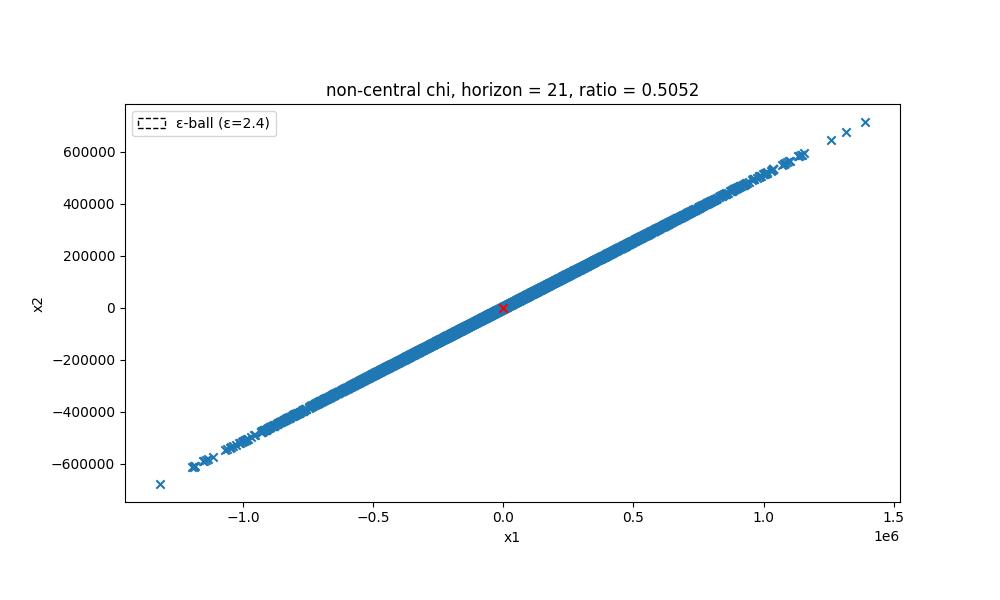 non-central chi, horizon = 21, ratio = 0.5052
ε-ball (ε=2.4)
600000
400000
200000
0
−200000
−400000
−600000
x2
−1.0 −0.5 0.0 0.5 1.0 1.5
1e6
x1